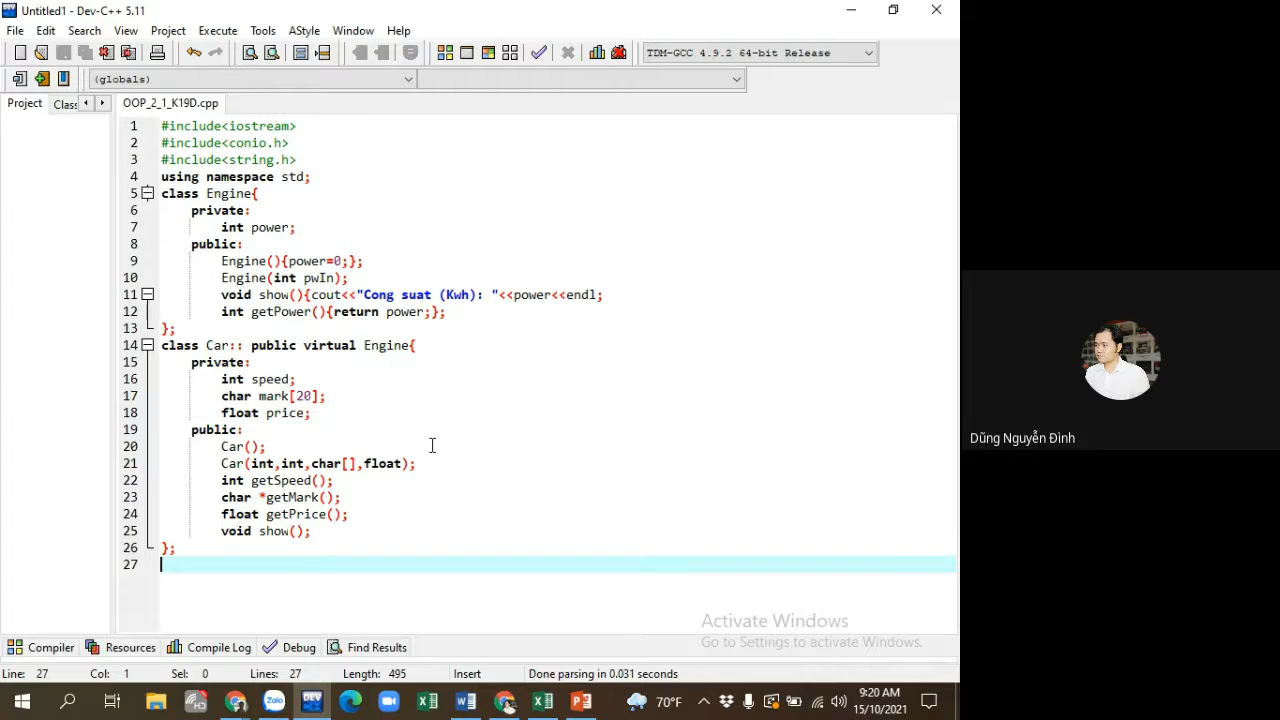 Untitled1 - Dev-C++ 5.11
File Edit Search View Project Execute Tools AStyle Window Help
TDM-GCC 4.9.2 64-bit Release
(globals)
Project Class OOP_2_1_K19D.cpp
1 #include<iostream>
2 #include<conio.h>
3 #include<string.h>
4 using namespace std;
5 class Engine{
6 private:
7 int power;
8 public:
9 Engine(){power=0;};
10 Engine(int pwIn);
11 void show(){cout<<"Cong suat (Kwh): "<<power<<endl;
12 int getPower(){return power;};
13 };
14 class Car:: public virtual Engine{
15 private:
16 int speed;
17 char mark[20];
18 float price;
19 public:
20 Car();
21 Car(int,int,char[],float);
22 int getSpeed();
23 char *getMark();
24 float getPrice();
25 void show();
26 };
27
Dũng Nguyễn Đình
Activate Windows
Go to Settings to activate Windows.
Compiler Resources Compile Log Debug Find Results
Line: 27 Col: 1 Sel: 0 Lines: 27 Length: 495 Insert Done parsing in 0.031 seconds
Zalo DEV 70°F 9:20 AM
15/10/2021